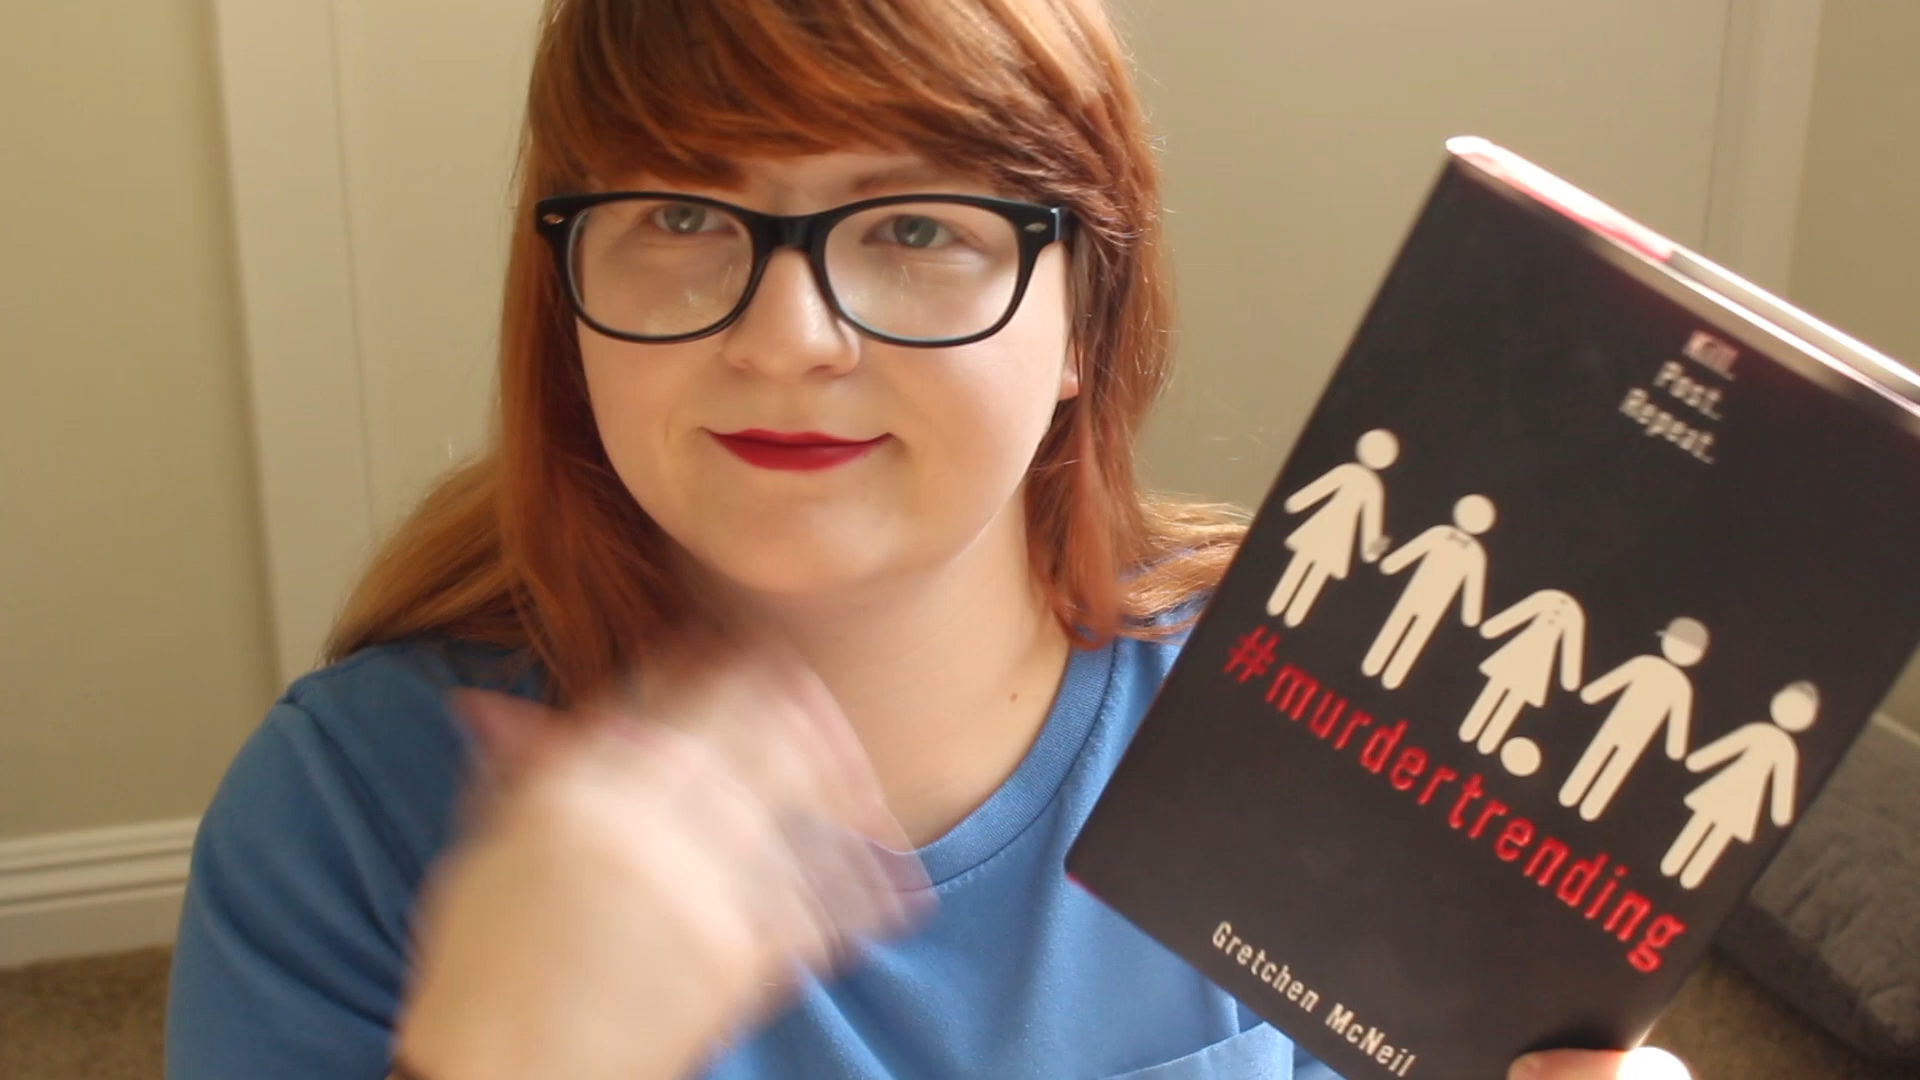 Kill.
Post.
Repeat.
#murdertrending
Gretchen McNeil